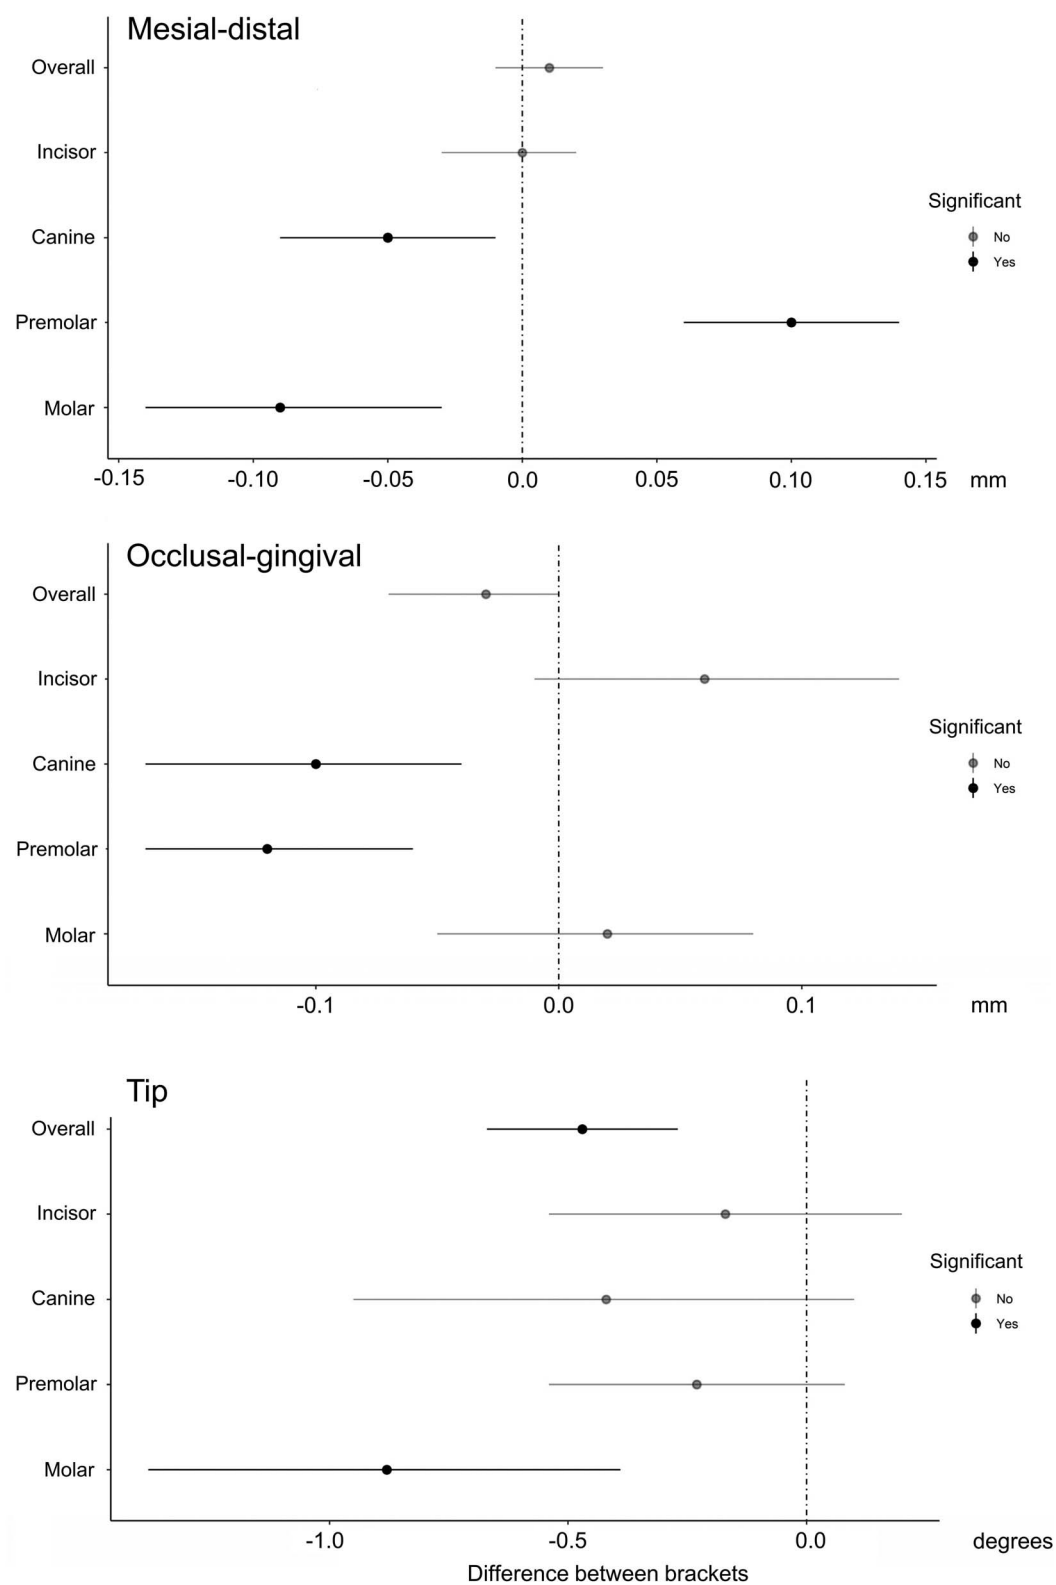 Mesial-distal
Overall
Incisor
Canine
Premolar
Molar
Significant
No
Yes
-0.15 -0.10 -0.05 0.0 0.05 0.10 0.15 mm
Occlusal-gingival
Overall
Incisor
Canine
Premolar
Molar
Significant
No
Yes
-0.1 0.0 0.1 mm
Tip
Overall
Incisor
Canine
Premolar
Molar
Significant
No
Yes
-1.0 -0.5 0.0 degrees
Difference between brackets